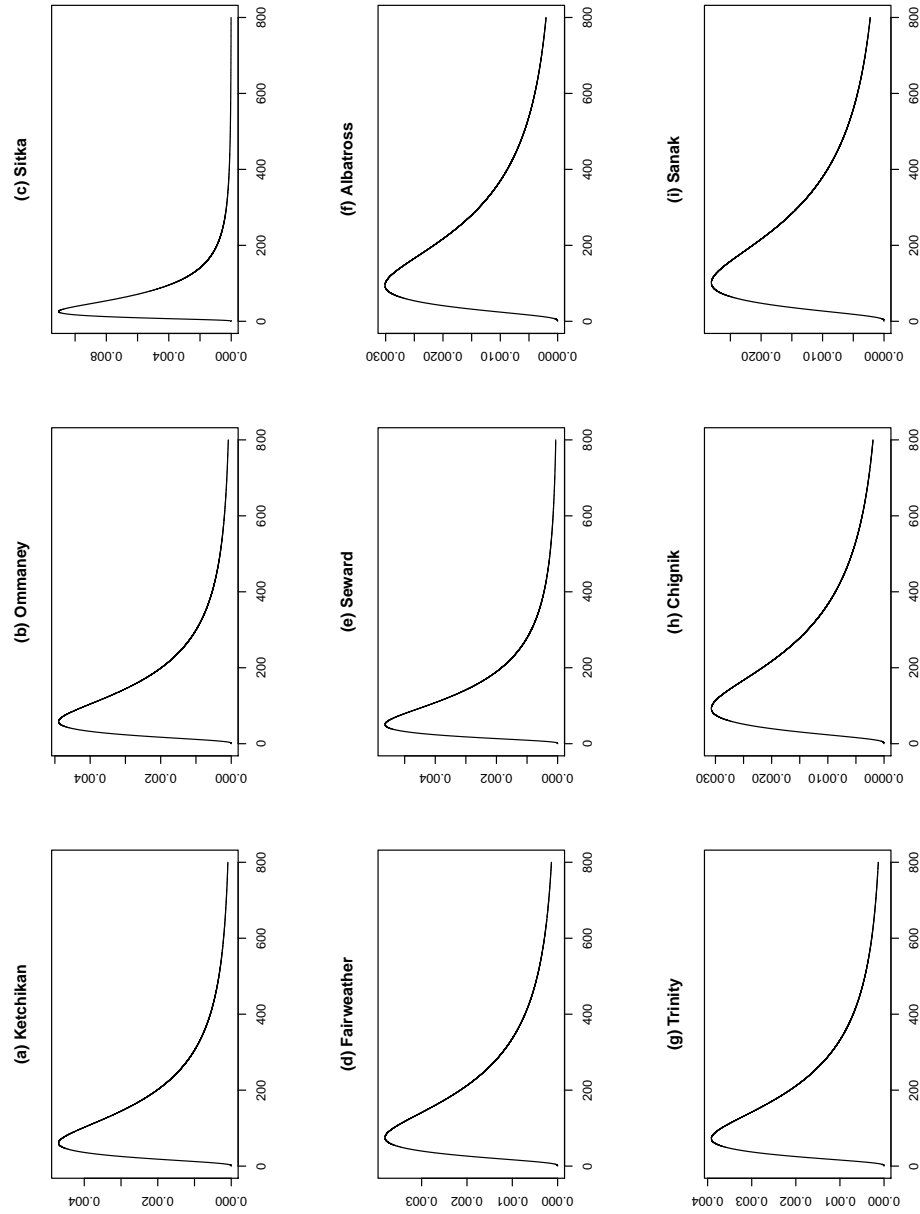 (a) Ketchikan
0.004
0.002
0.000
0 200 400 600 800
(b) Ommaney
0.004
0.002
0.000
0 200 400 600 800
(c) Sitka
0.008
0.004
0.000
0 200 400 600 800
(d) Fairweather
0.003
0.002
0.001
0.000
0 200 400 600 800
(e) Seward
0.004
0.002
0.000
0 200 400 600 800
(f) Albatross
0.0030
0.0020
0.0010
0.0000
0 200 400 600 800
(g) Trinity
0.004
0.003
0.002
0.001
0.000
0 200 400 600 800
(h) Chignik
0.0030
0.0020
0.0010
0.0000
0 200 400 600 800
(i) Sanak
0.0020
0.0010
0.0000
0 200 400 600 800